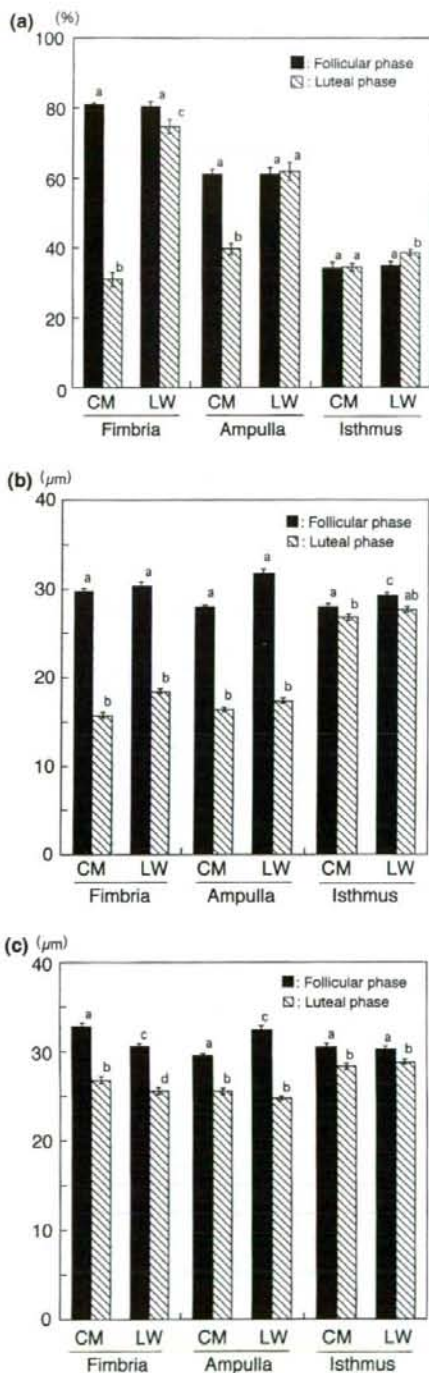 (a) (%)
100
: Follicular phase
: Luteal phase
a a
80
c
60
a a a
40
b
b
a a a b
20
0
CM LW CM LW CM LW
Fimbria Ampulla Isthmus
(b) (μm)
40
: Follicular phase
: Luteal phase
a a a a c ab
30
b
20
b b b b
10
0
CM LW CM LW CM LW
Fimbria Ampulla Isthmus
(c) (μm)
40
: Follicular phase
: Luteal phase
a c a c a a
30
b d b b b b
20
10
0
CM LW CM LW CM LW
Fimbria Ampulla Isthmus